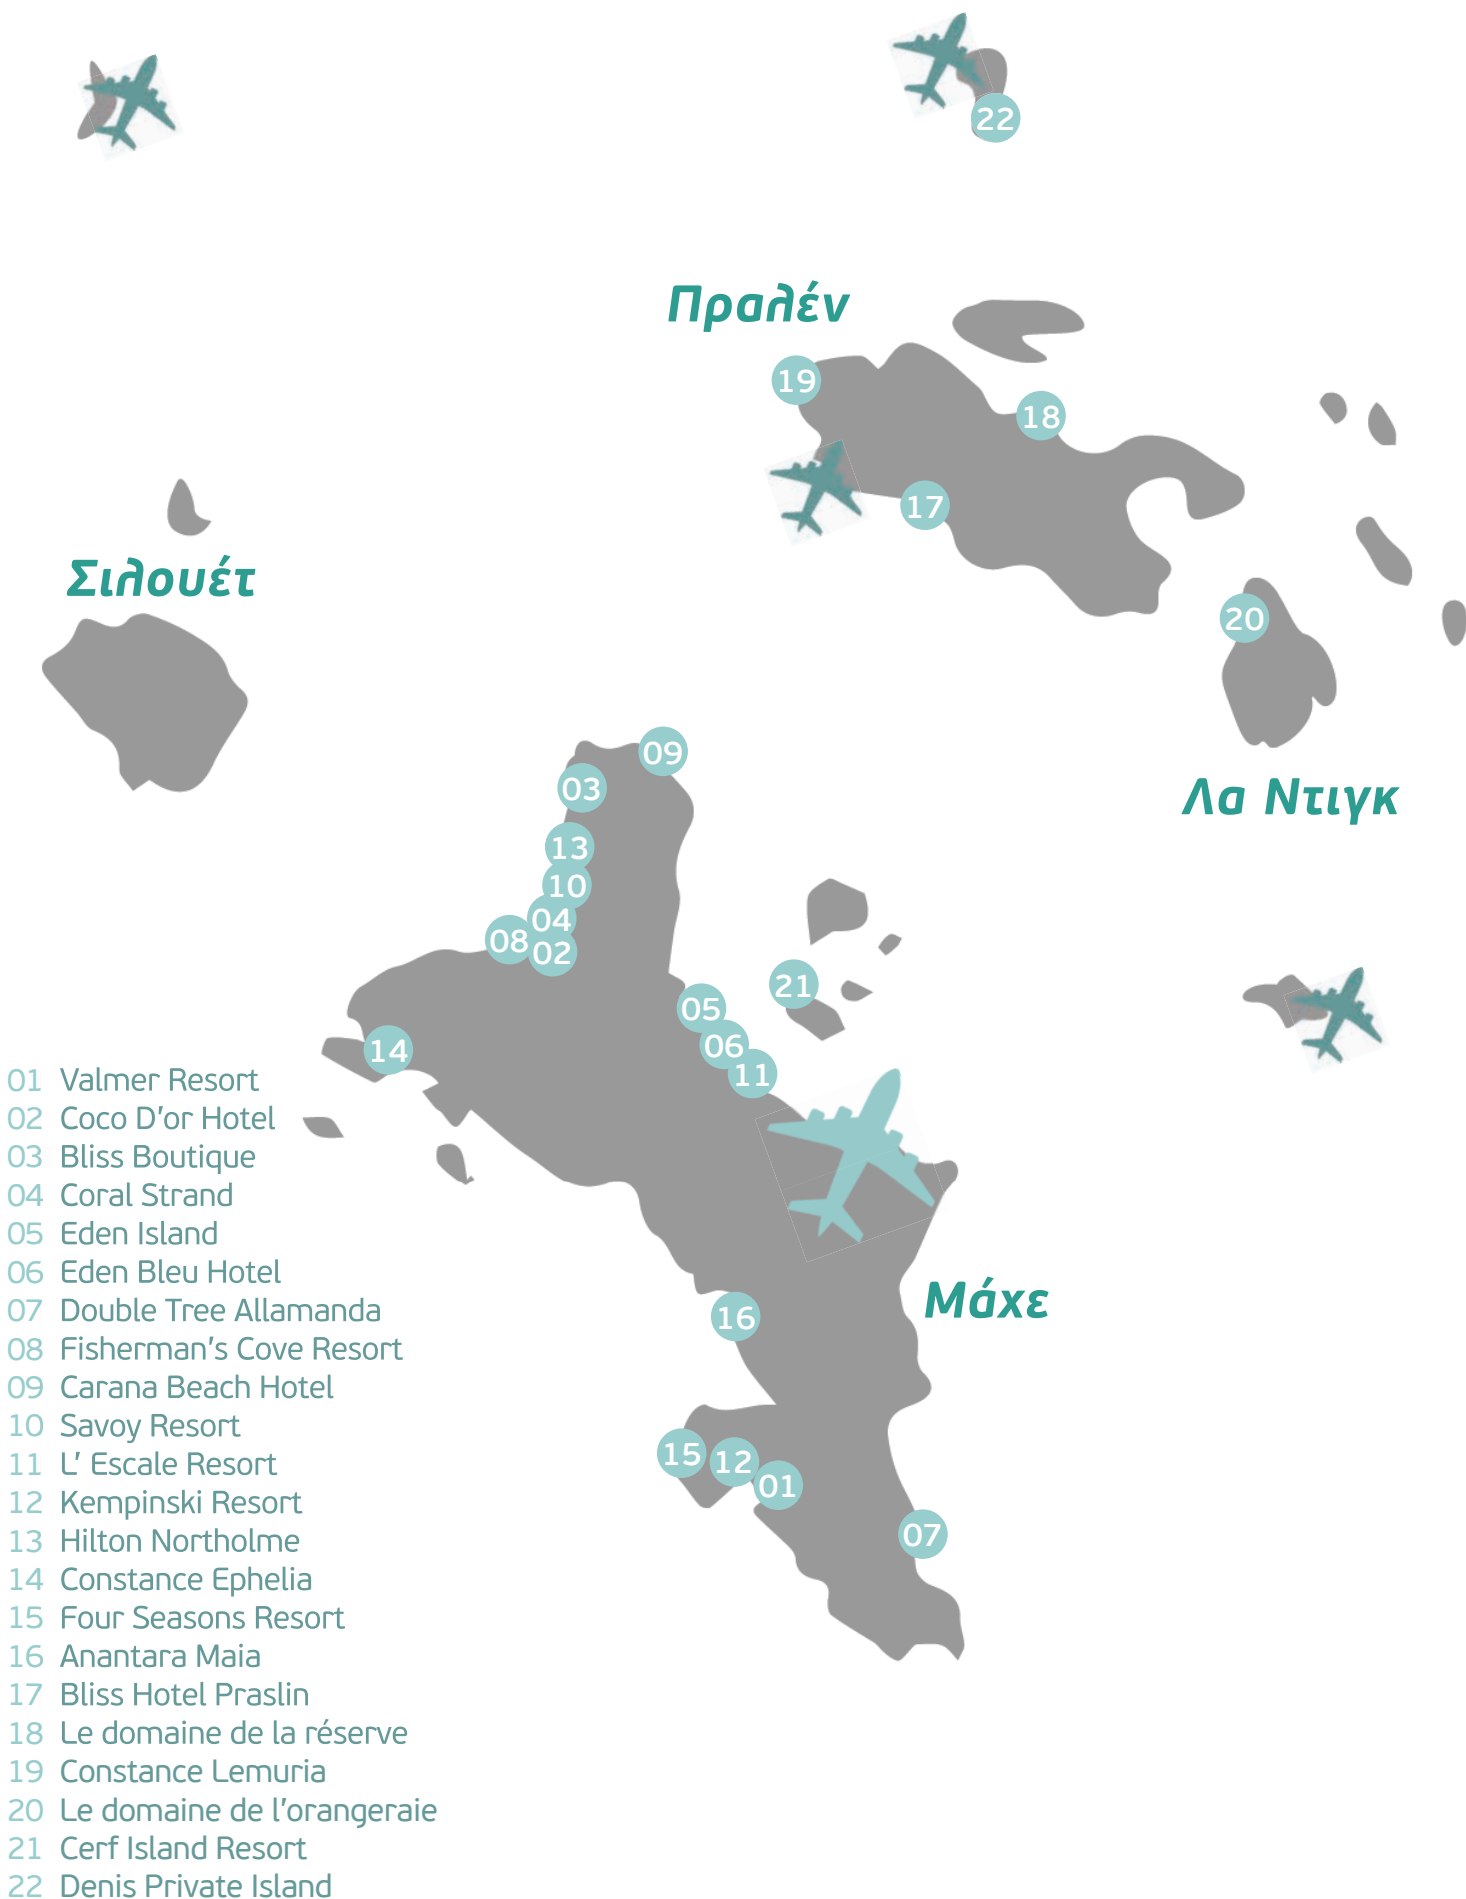 22
Πραλέν
19
18
17
Σιλουέτ
20
09
03
Λα Ντιγκ
13
10
04
08
02
21
05
06
14
11
Μάχε
16
15
12
01
07
01 Valmer Resort
02 Coco D'or Hotel
03 Bliss Boutique
04 Coral Strand
05 Eden Island
06 Eden Bleu Hotel
07 Double Tree Allamanda
08 Fisherman's Cove Resort
09 Carana Beach Hotel
10 Savoy Resort
11 L' Escale Resort
12 Kempinski Resort
13 Hilton Northolme
14 Constance Ephelia
15 Four Seasons Resort
16 Anantara Maia
17 Bliss Hotel Praslin
18 Le domaine de la réserve
19 Constance Lemuria
20 Le domaine de l'orangeraie
21 Cerf Island Resort
22 Denis Private Island